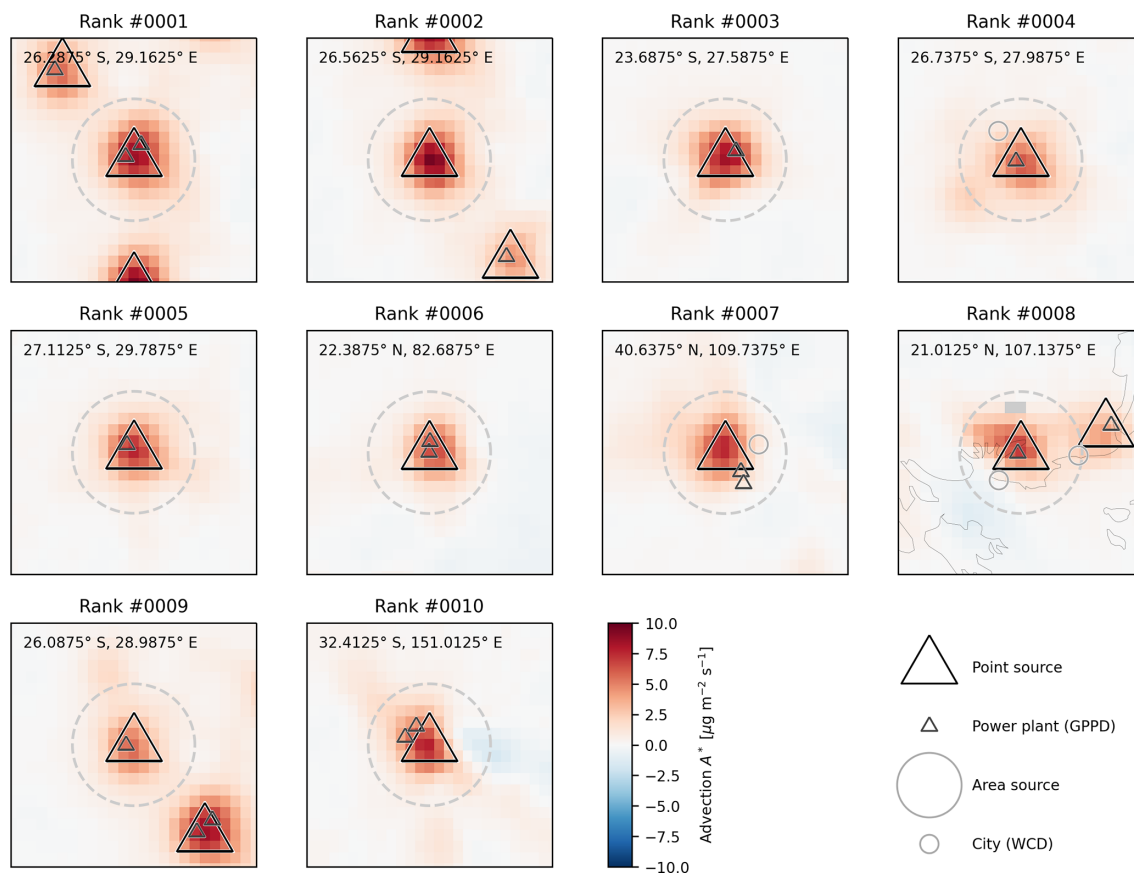 Rank #0001
26.2875° S, 29.1625° E
Rank #0002
26.5625° S, 29.1625° E
Rank #0003
23.6875° S, 27.5875° E
Rank #0004
26.7375° S, 27.9875° E
Rank #0005
27.1125° S, 29.7875° E
Rank #0006
22.3875° N, 82.6875° E
Rank #0007
40.6375° N, 109.7375° E
Rank #0008
21.0125° N, 107.1375° E
Rank #0009
26.0875° S, 28.9875° E
Rank #0010
32.4125° S, 151.0125° E
10.0
7.5
5.0
2.5
0.0
−2.5
−5.0
−7.5
−10.0
Advection A* [μg m⁻² s⁻¹]
Point source
Power plant (GPPD)
Area source
City (WCD)